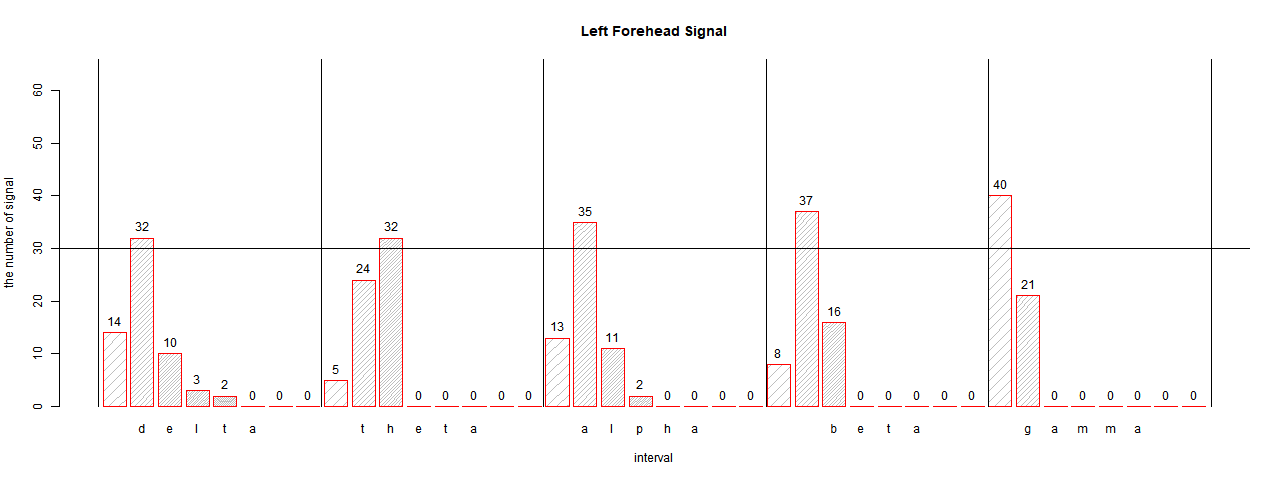 Left Forehead Signal
the number of signal
60
50
40
30
20
10
0
14 32 10 3 2 0 0 0 5 24 32 0 0 0 0 0 13 35 11 2 0 0 0 0 8 37 16 0 0 0 0 0 40 21 0 0 0 0 0 0
d e l t a t h e t a a l p h a b e t a g a m m a
interval